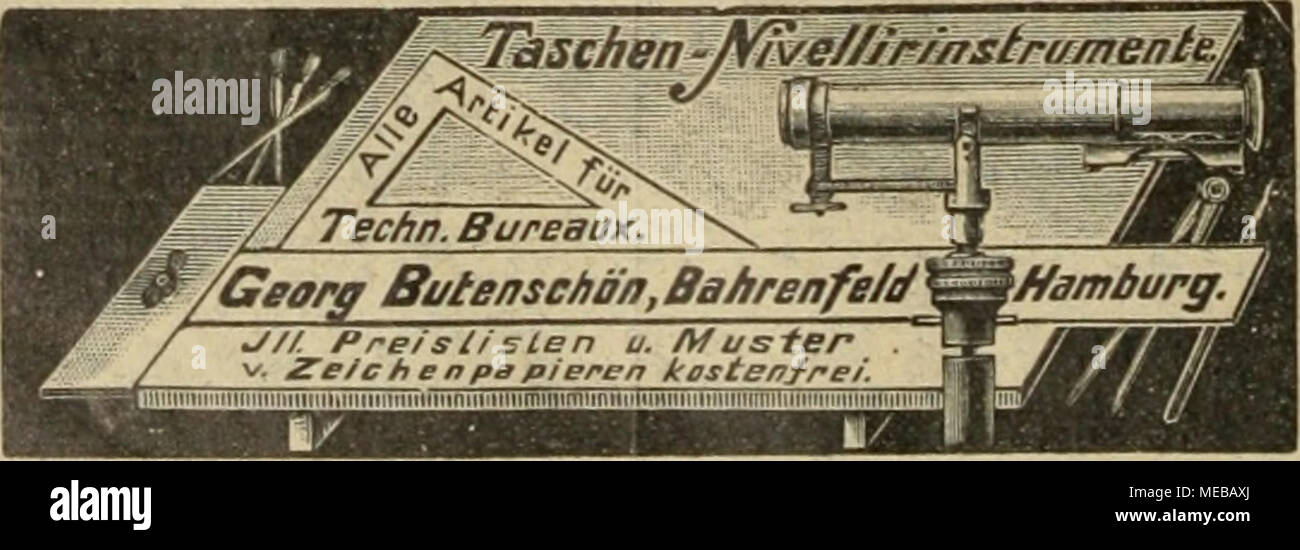 Taschen-Nivellirinstrumente.
Alle Artikel für
Techn. Bureaux.
Georg Butenschön, Bahrenfeld Hamburg.
Jll. Preislisten u. Muster
v. Zeichenpapieren kostenfrei.
alamy
a
a
a
a
alamy
Image ID: MEBAXJ
www.alamy.com